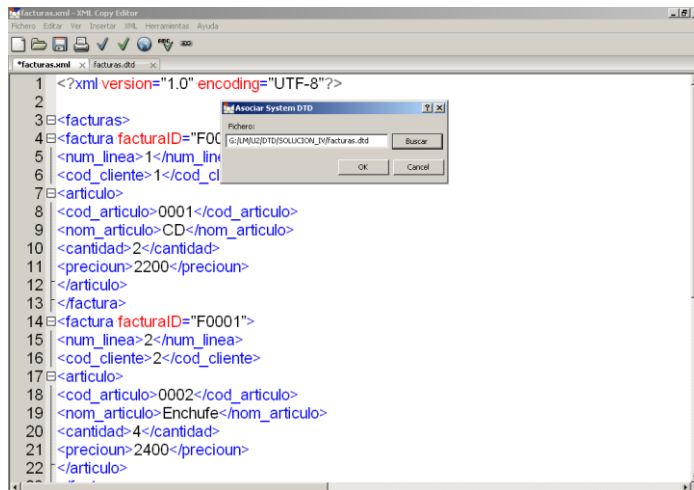 *facturas.xml - XML Copy Editor
Fichero Editar Ver Insertar XML Herramientas Ayuda
*facturas.xml × facturas.dtd ×
1 <?xml version="1.0" encoding="UTF-8"?>
2
3 <facturas>
4 <factura facturaID="F00
5 <num_linea>1</num_line
6 <cod_cliente>1</cod_cl
Asociar System DTD
Fichero:
G:/LM/U2/DTD/SOLUCION_IV/facturas.dtd Buscar
OK Cancel
7 <articulo>
8 <cod_articulo>0001</cod_articulo>
9 <nom_articulo>CD</nom_articulo>
10 <cantidad>2</cantidad>
11 <precioun>2200</precioun>
12 </articulo>
13 </factura>
14 <factura facturaID="F0001">
15 <num_linea>2</num_linea>
16 <cod_cliente>2</cod_cliente>
17 <articulo>
18 <cod_articulo>0002</cod_articulo>
19 <nom_articulo>Enchufe</nom_articulo>
20 <cantidad>4</cantidad>
21 <precioun>2400</precioun>
22 </articulo>